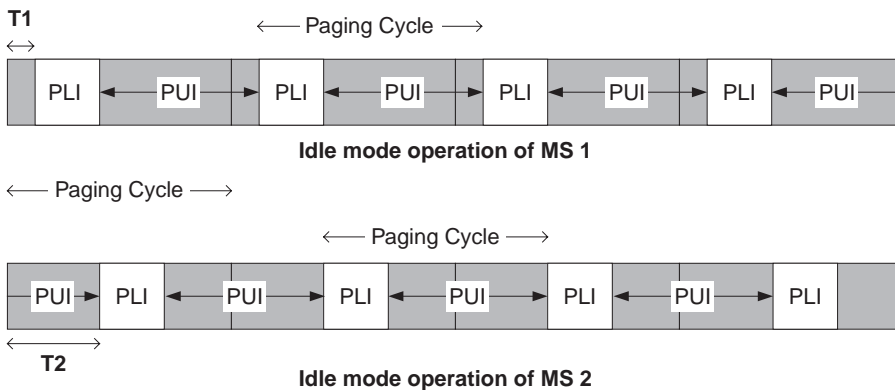 T1
Paging Cycle
PLI PUI PLI PUI PLI PUI PLI PUI
Idle mode operation of MS 1
Paging Cycle
Paging Cycle
PUI PLI PUI PLI PUI PLI PUI PLI
T2
Idle mode operation of MS 2